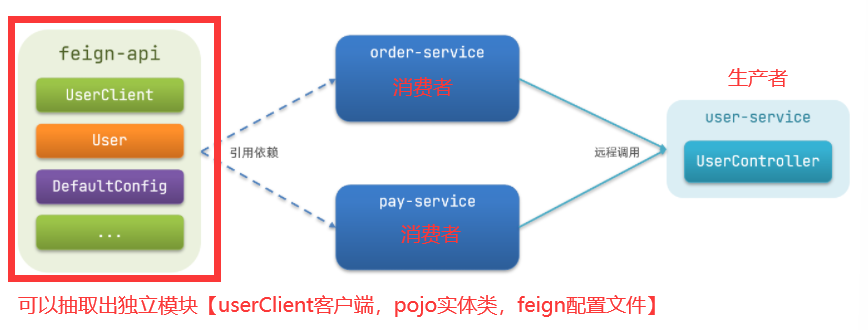 feign-api
UserClient
User
DefaultConfig
...
引用依赖
order-service
消费者
pay-service
消费者
远程调用
生产者
user-service
UserController
可以抽取出独立模块【userClient客户端，pojo实体类，feign配置文件】